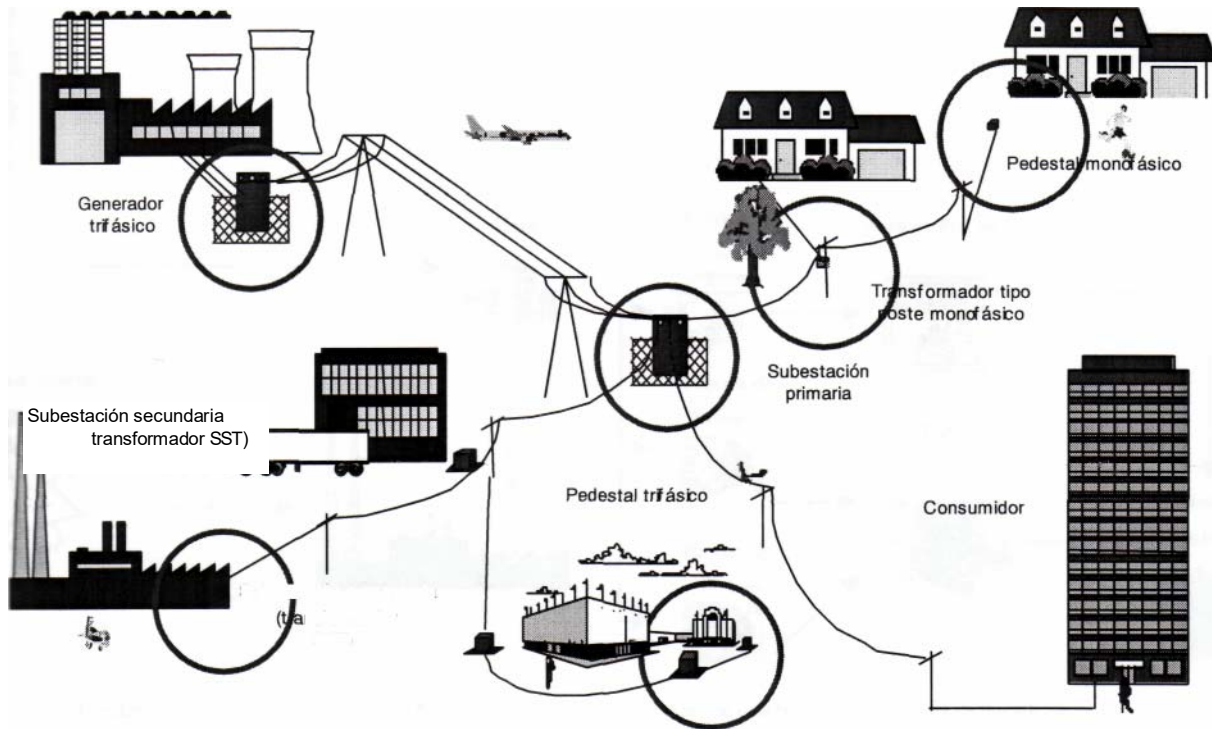 Generador
trifásico
Pedestal monofásico
Transformador tipo
poste monofásico
Subestación
primaria
Subestación secundaria
transformador SST)
Pedestal trifásico
Consumidor